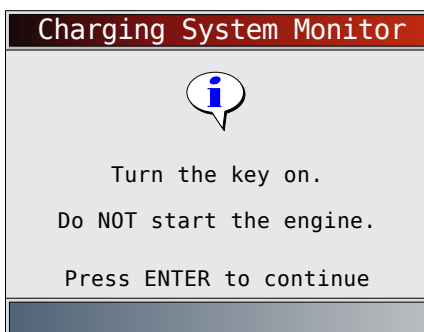 Charging System Monitor
i
Turn the key on.
Do NOT start the engine.
Press ENTER to continue